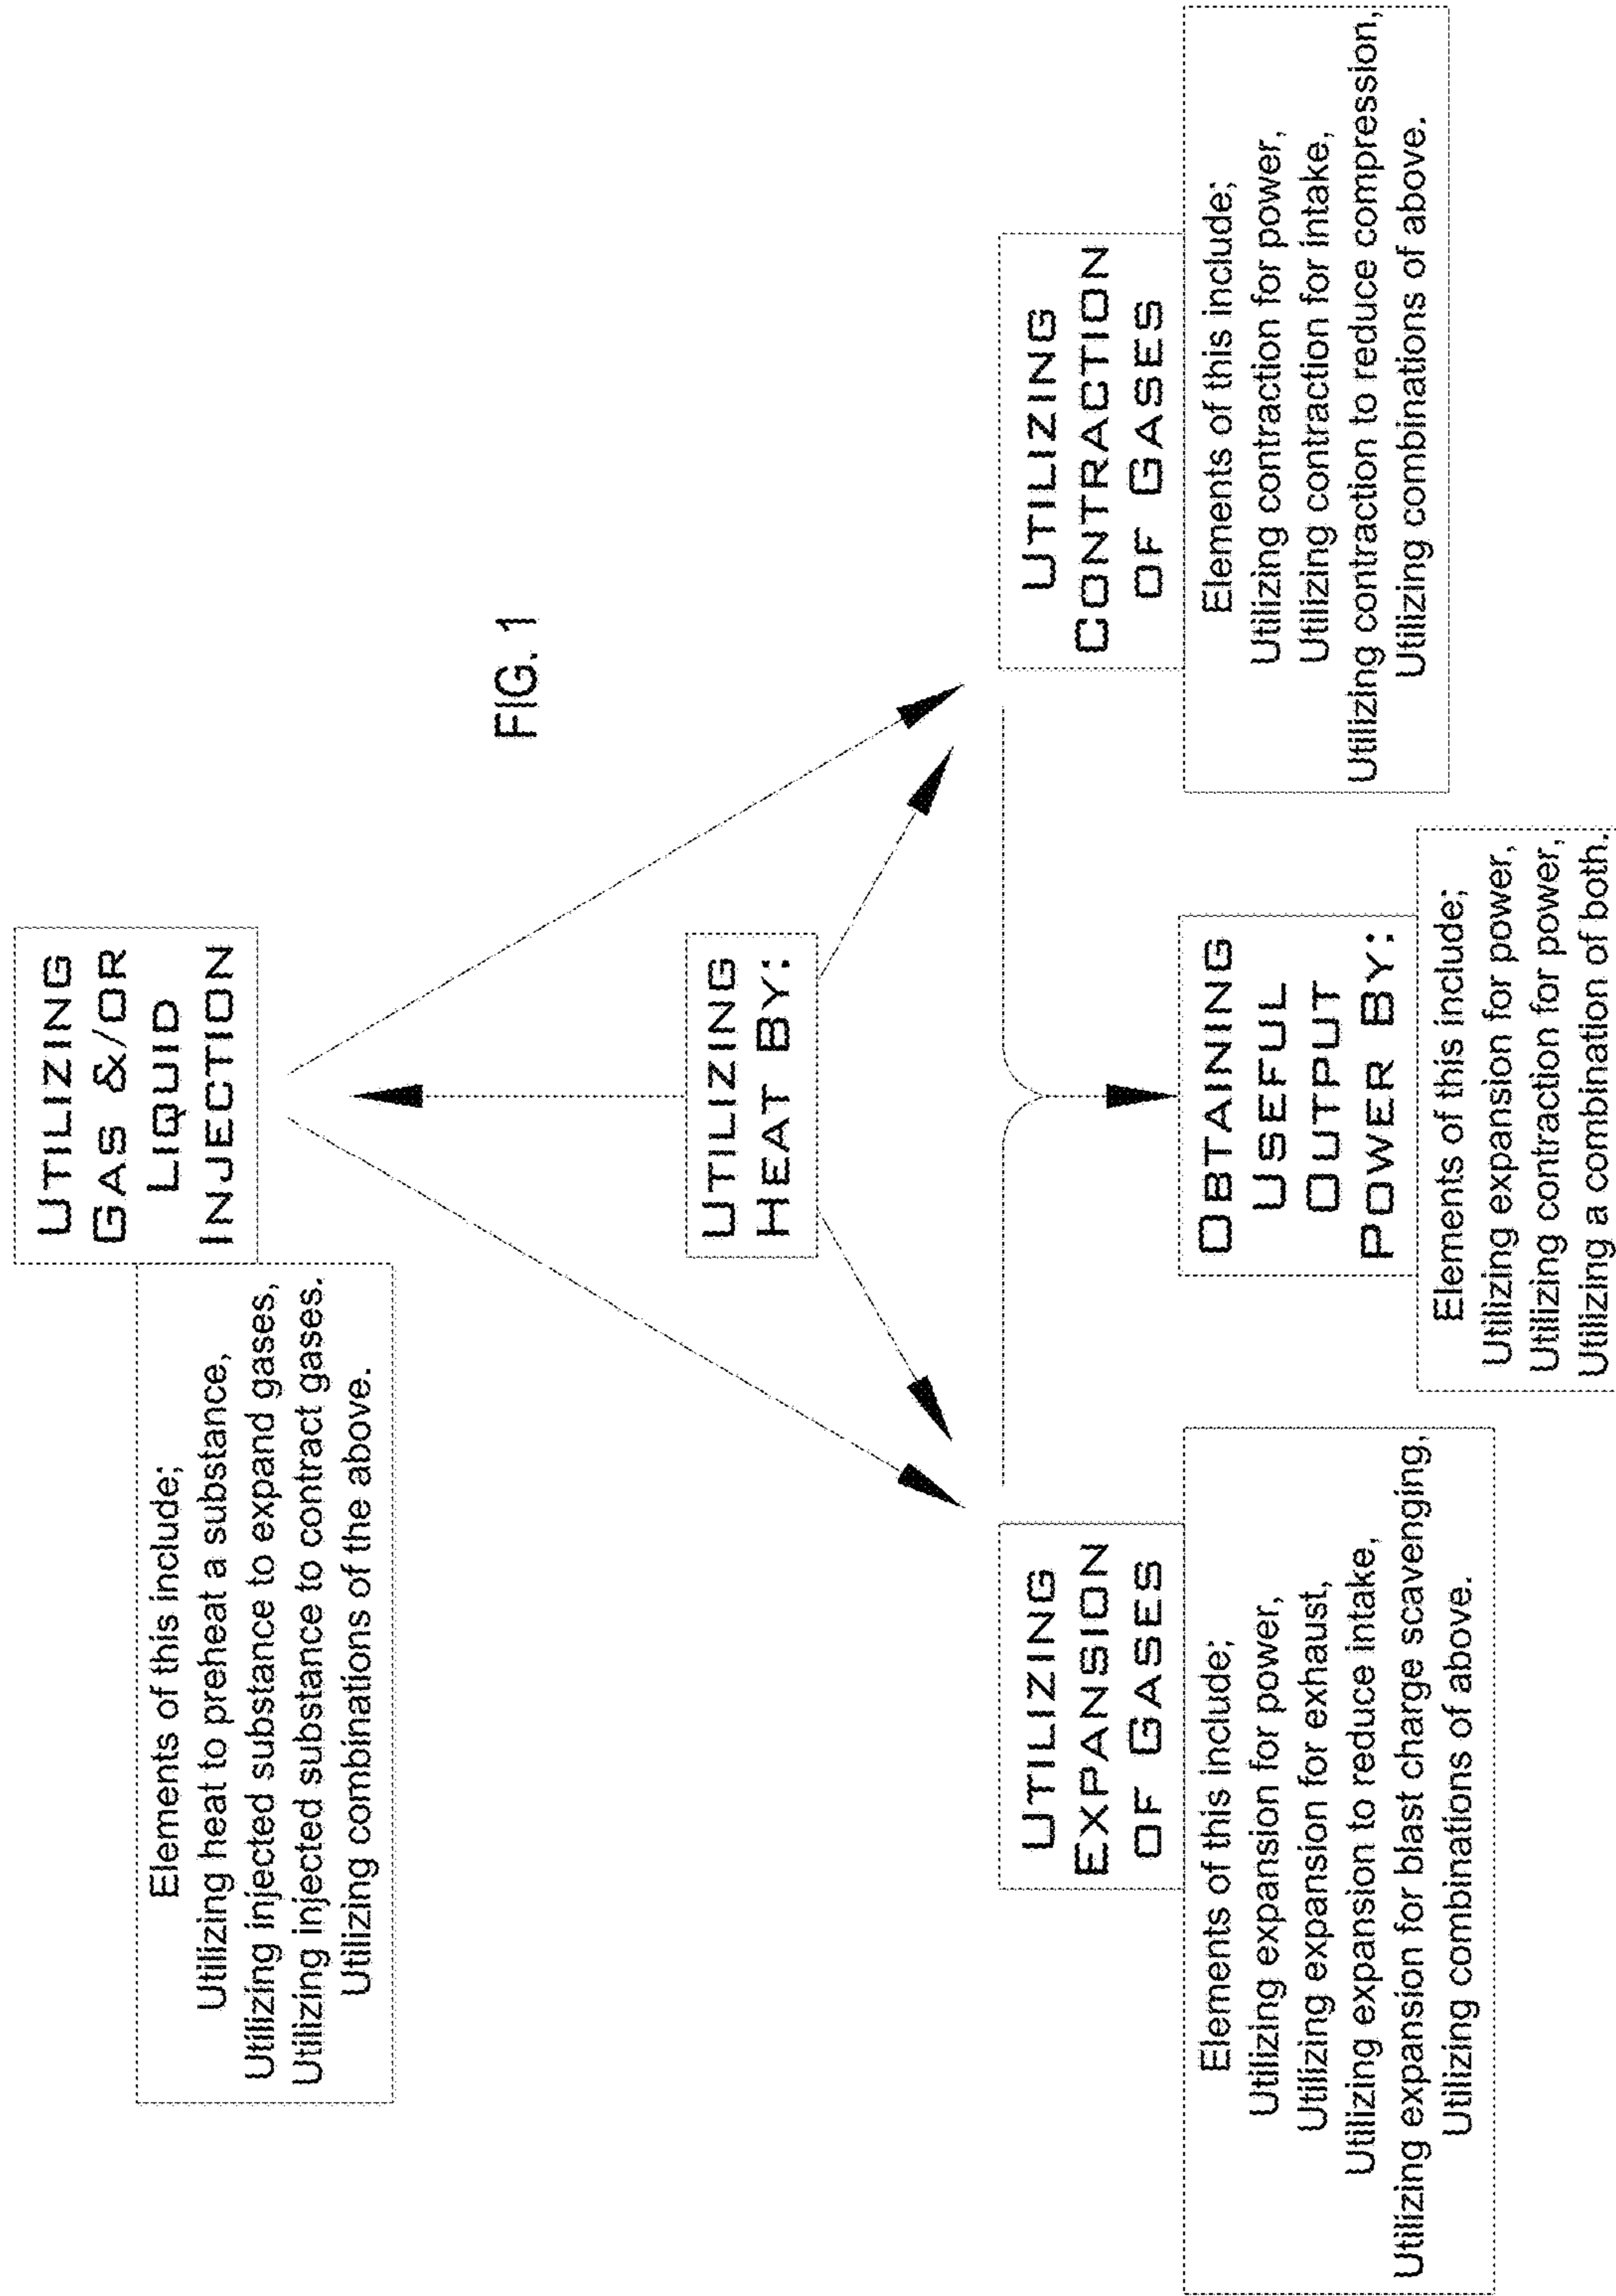 UTILIZING
GAS &/OR
LIQUID
INJECTION
Elements of this include;
Utilizing heat to preheat a substance,
Utilizing injected substance to expand gases,
Utilizing injected substance to contract gases.
Utilizing combinations of the above.
FIG. 1
UTILIZING
HEAT BY:
UTILIZING
EXPANSION
OF GASES
Elements of this include;
Utilizing expansion for power,
Utilizing expansion for exhaust,
Utilizing expansion to reduce intake,
Utilizing expansion for blast charge scavenging,
Utilizing combinations of above.
OBTAINING
USEFUL
OUTPUT
POWER BY:
Elements of this include;
Utilizing expansion for power,
Utilizing contraction for power,
Utilizing a combination of both.
UTILIZING
CONTRACTION
OF GASES
Elements of this include;
Utilizing contraction for power,
Utilizing contraction for intake,
Utilizing contraction to reduce compression,
Utilizing combinations of above.